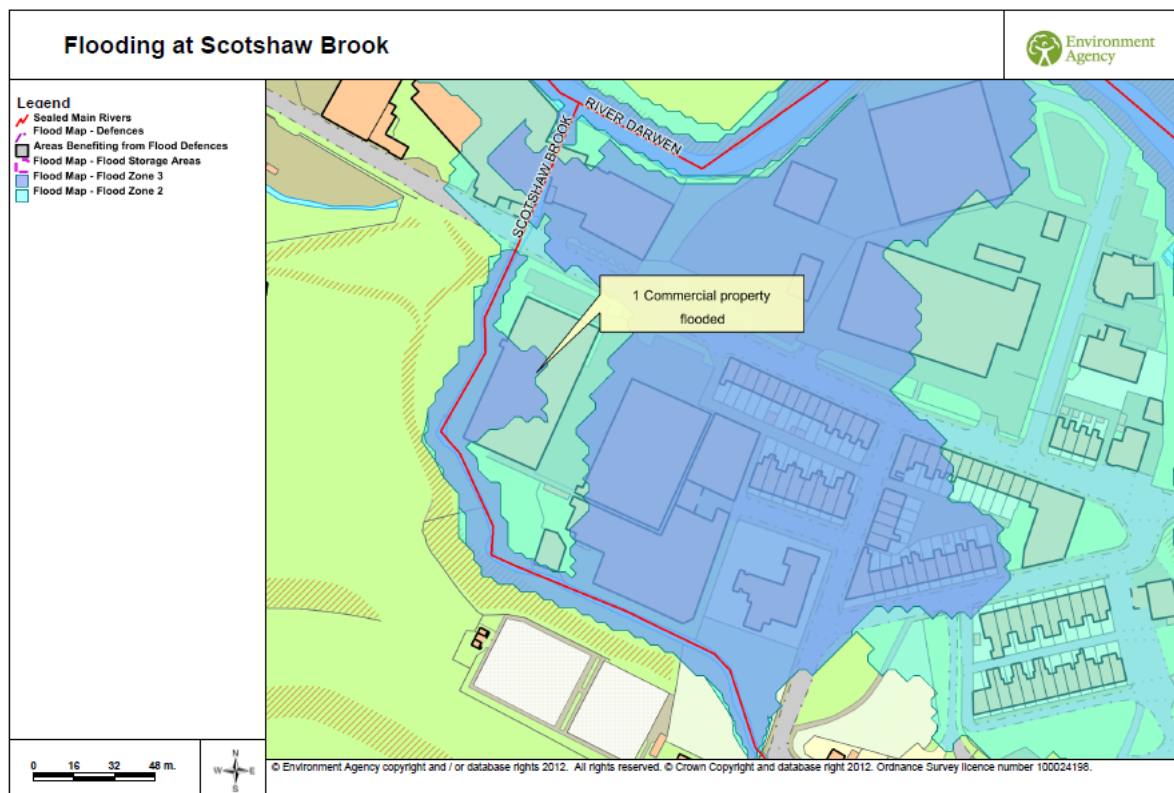 Flooding at Scotshaw Brook
Environment
Agency
Legend
Sealed Main Rivers
Flood Map - Defences
Areas Benefiting from Flood Defences
Flood Map - Flood Storage Areas
Flood Map - Flood Zone 3
Flood Map - Flood Zone 2
RIVER DARWEN
SCOTSHAW BROOK
1 Commercial property
flooded
0 16 32 48 m.
N
W E
S
© Environment Agency copyright and / or database rights 2012. All rights reserved. © Crown Copyright and database right 2012. Ordnance Survey licence number 100024198.